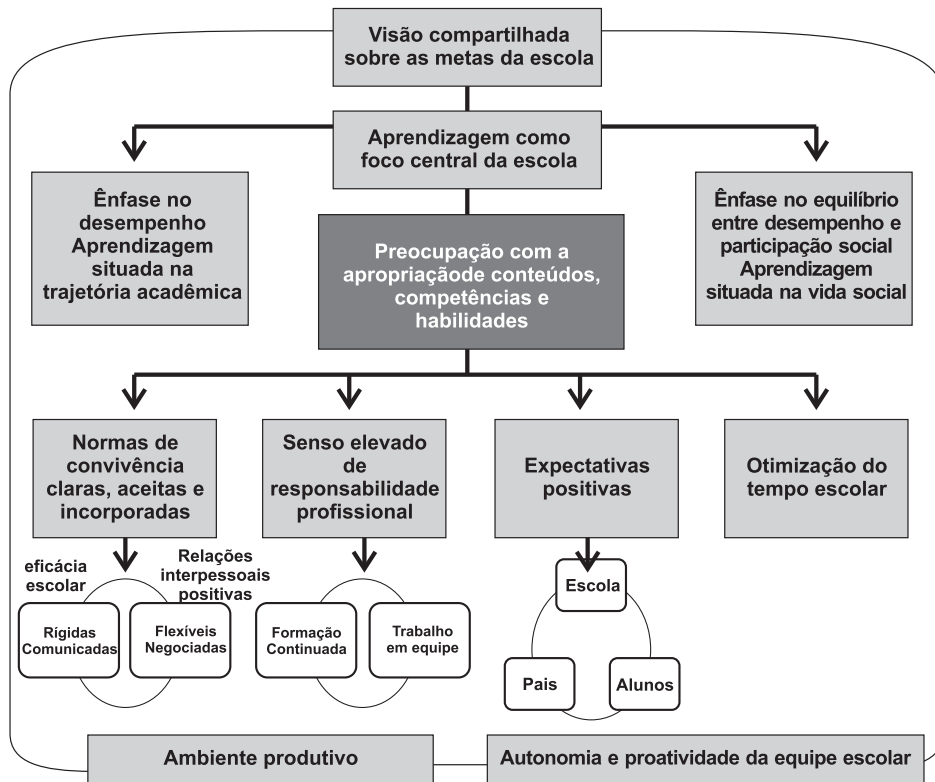 Visão compartilhada
sobre as metas da escola
Aprendizagem como
foco central da escola
Ênfase no
desempenho
Aprendizagem
situada na
trajetória acadêmica
Preocupação com a
apropriaçãode conteúdos,
competências e
habilidades
Ênfase no equilíbrio
entre desempenho e
participação social
Aprendizagem
situada na vida social
Normas de
convivência
claras, aceitas e
incorporadas
Senso elevado
de
responsabilidade
profissional
Expectativas
positivas
Otimização do
tempo escolar
eficácia
escolar
Relações
interpessoais
positivas
Rígidas
Comunicadas
Flexíveis
Negociadas
Formação
Continuada
Trabalho
em equipe
Escola
Pais
Alunos
Ambiente produtivo
Autonomia e proatividade da equipe escolar